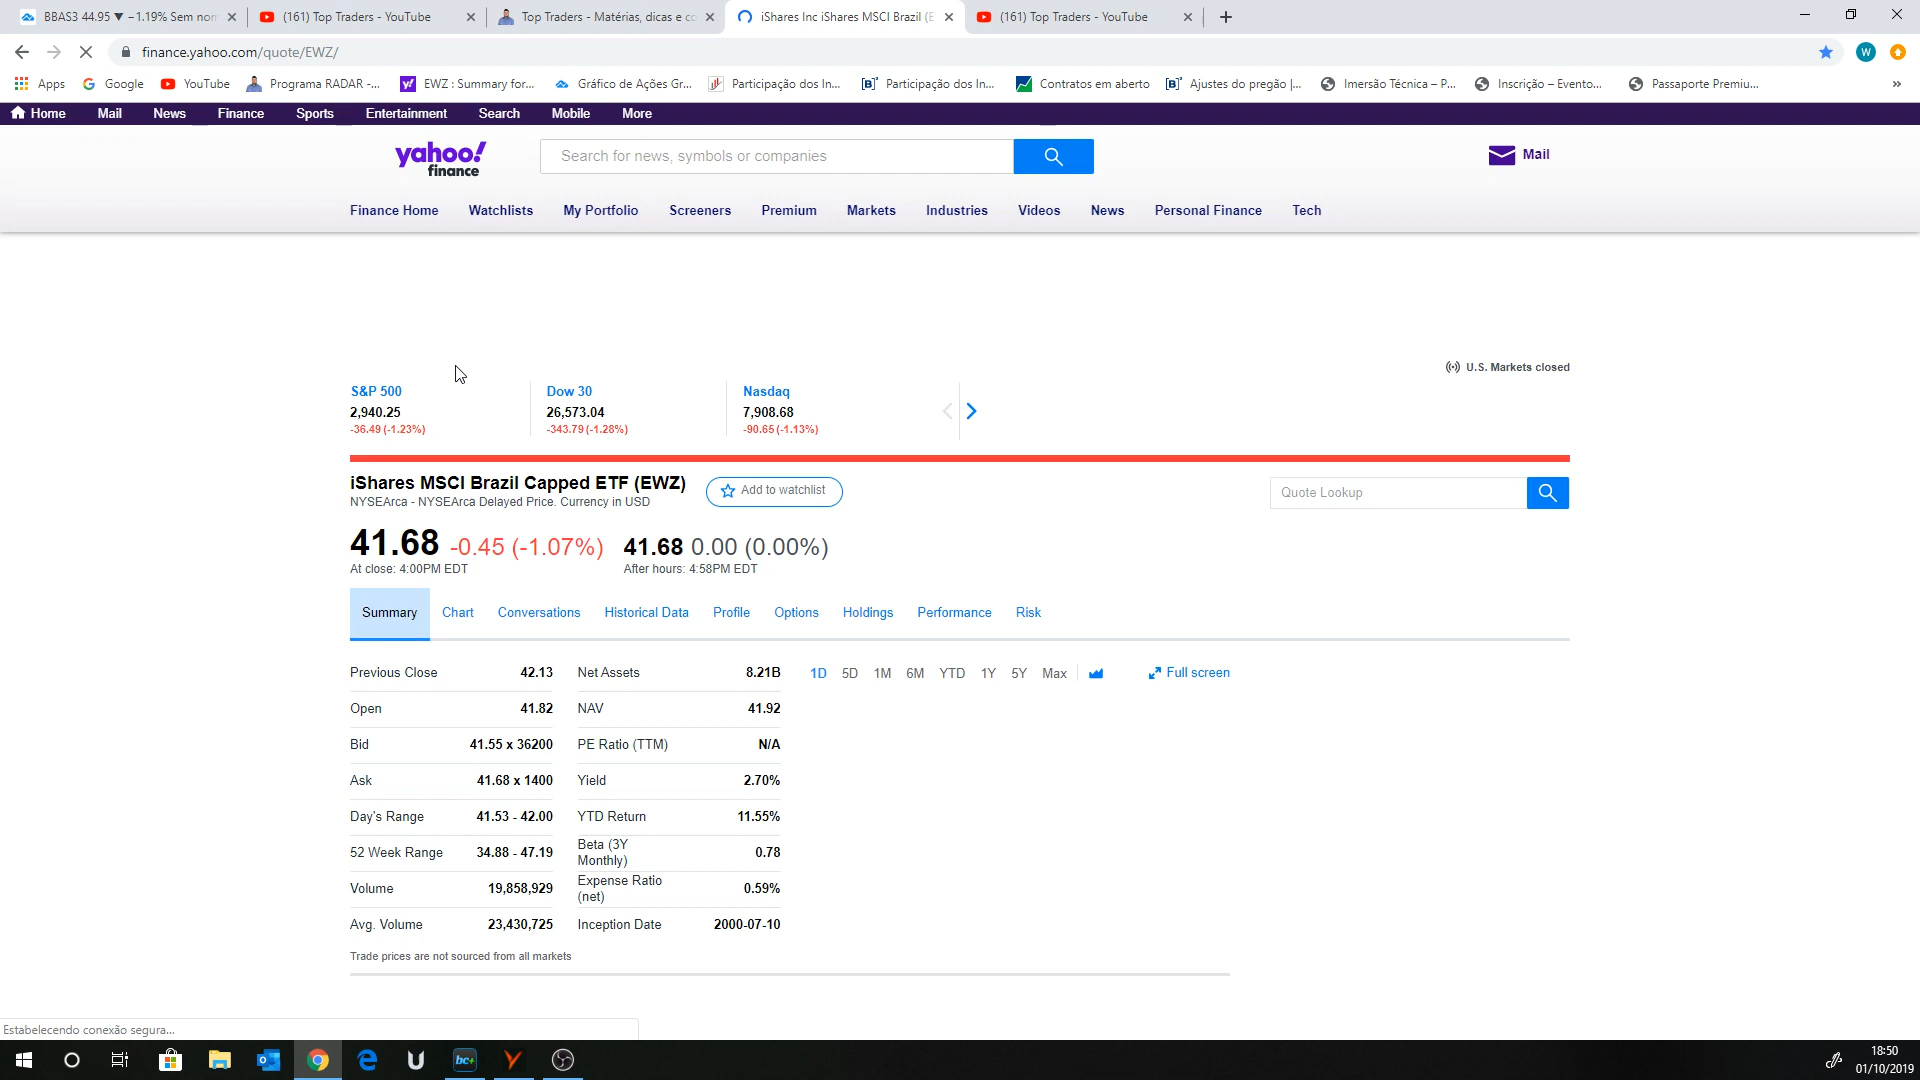 BBAS3 44.95 ▼ −1.19% Sem nom
(161) Top Traders - YouTube
Top Traders - Matérias, dicas e co
iShares Inc iShares MSCI Brazil (E
(161) Top Traders - YouTube
finance.yahoo.com/quote/EWZ/
W
Apps
Google
YouTube
Programa RADAR -...
EWZ : Summary for...
Gráfico de Ações Gr...
Participação dos In...
Participação dos In...
Contratos em aberto
Ajustes do pregão |...
Imersão Técnica – P...
Inscrição – Evento...
Passaporte Premiu...
»
Home Mail News Finance Sports Entertainment Search Mobile More
yahoo!
finance
Search for news, symbols or companies
Mail
Finance Home Watchlists My Portfolio Screeners Premium Markets Industries Videos News Personal Finance Tech
U.S. Markets closed
S&P 500
2,940.25
-36.49 (-1.23%)
Dow 30
26,573.04
-343.79 (-1.28%)
Nasdaq
7,908.68
-90.65 (-1.13%)
iShares MSCI Brazil Capped ETF (EWZ)
NYSEArca - NYSEArca Delayed Price. Currency in USD
Add to watchlist
Quote Lookup
41.68 -0.45 (-1.07%)
At close: 4:00PM EDT
41.68 0.00 (0.00%)
After hours: 4:58PM EDT
Summary Chart Conversations Historical Data Profile Options Holdings Performance Risk
Previous Close 42.13
Open 41.82
Bid 41.55 x 36200
Ask 41.68 x 1400
Day's Range 41.53 - 42.00
52 Week Range 34.88 - 47.19
Volume 19,858,929
Avg. Volume 23,430,725
Net Assets 8.21B
NAV 41.92
PE Ratio (TTM) N/A
Yield 2.70%
YTD Return 11.55%
Beta (3Y
Monthly) 0.78
Expense Ratio
(net) 0.59%
Inception Date 2000-07-10
1D 5D 1M 6M YTD 1Y 5Y Max
Full screen
Trade prices are not sourced from all markets
Estabelecendo conexão segura...
bc+
18:50
01/10/2019